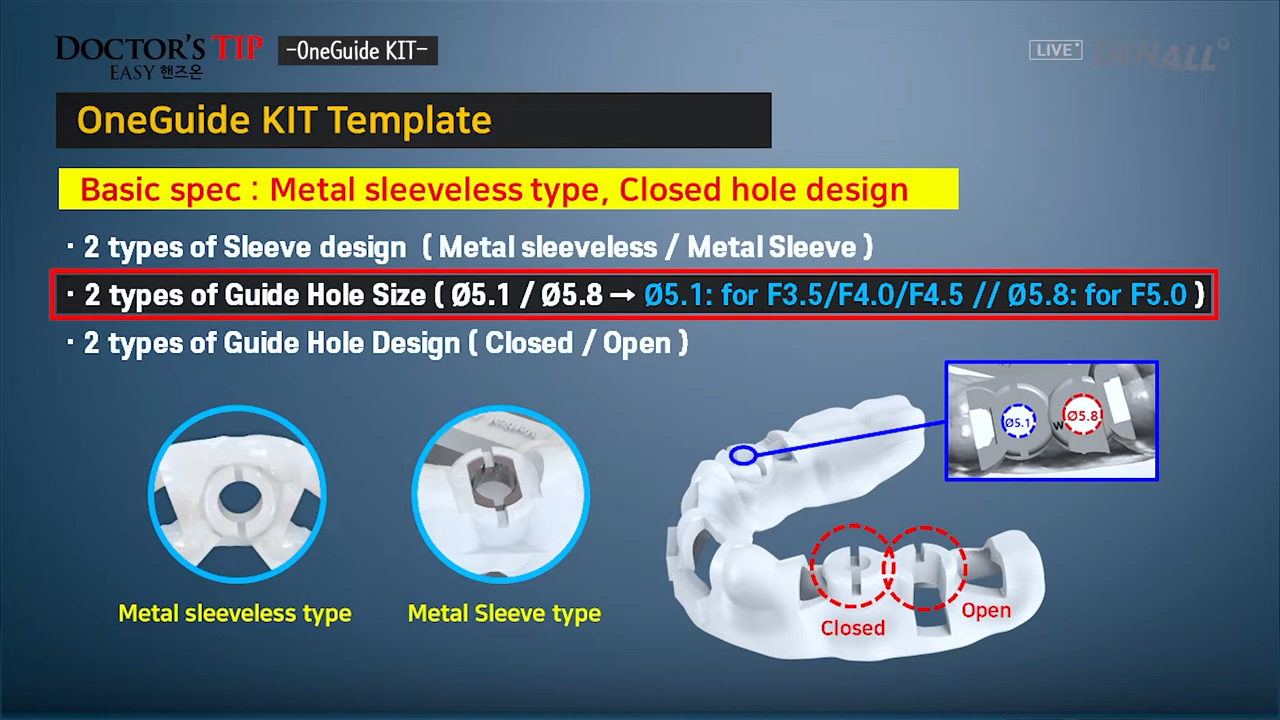 DOCTOR'S TIP
EASY 핸즈온
-OneGuide KIT-
LIVE
DENALL
OneGuide KIT Template
Basic spec : Metal sleeveless type, Closed hole design
· 2 types of Sleeve design ( Metal sleeveless / Metal Sleeve )
· 2 types of Guide Hole Size ( Ø5.1 / Ø5.8 → Ø5.1: for F3.5/F4.0/F4.5 // Ø5.8: for F5.0 )
· 2 types of Guide Hole Design ( Closed / Open )
Ø5.1
W
Ø5.8
Metal sleeveless type
Metal Sleeve type
Closed
Open